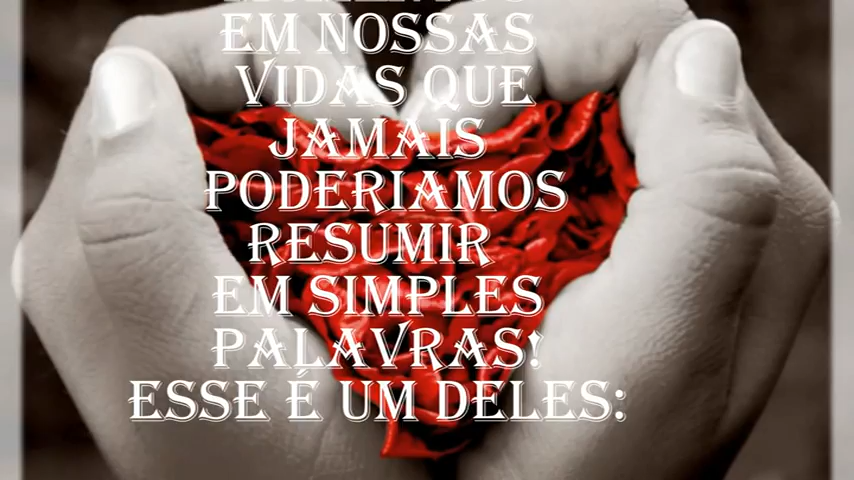 EM NOSSAS
VIDAS QUE
JAMAIS
PODERIAMOS
RESUMIR
EM SIMPLES
PALAVRAS!
ESSE É UM DELES: